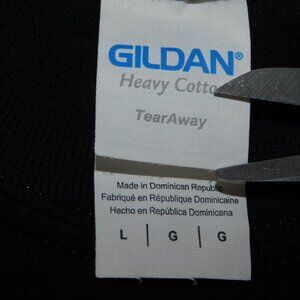 GILDAN®
Heavy Cotto
TearAway
Made in Dominican Republic
Fabriqué en République Dominicaine
Hecho en República Dominicana
L | G | G